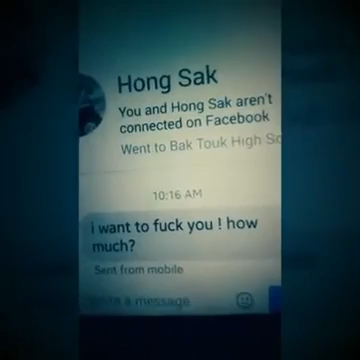 Hong Sak
You and Hong Sak aren't
connected on Facebook
Went to Bak Touk High
10:16 AM
i want to fuck you ! how
much?
Sent from mobile
a message